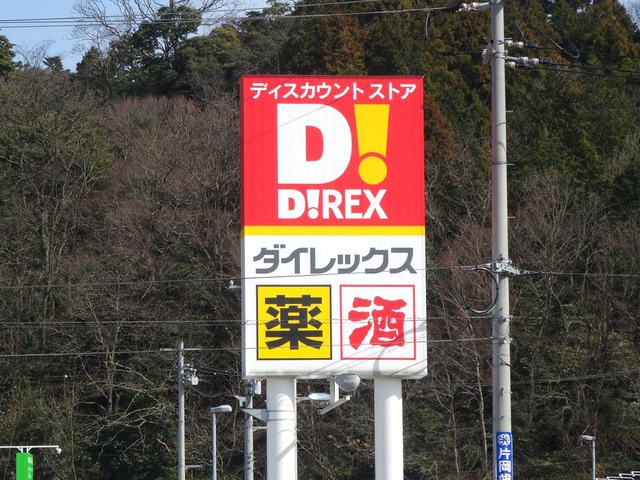 ディスカウント ストア
D!
D!REX
ダイレックス
薬 酒